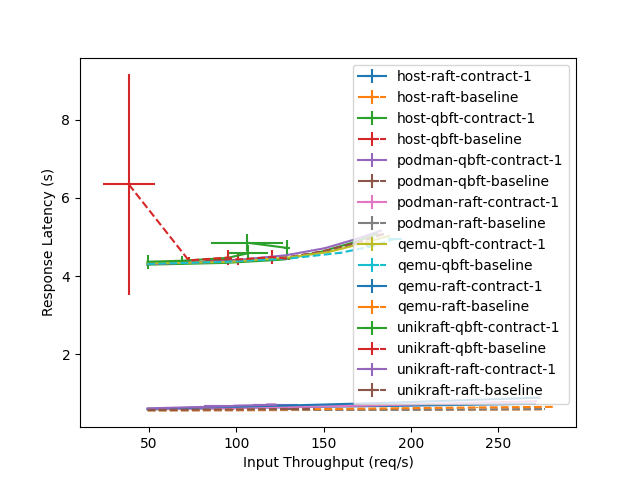 8
6
4
2
Response Latency (s)
50
100
150
200
250
Input Throughput (req/s)
host-raft-contract-1
host-raft-baseline
host-qbft-contract-1
host-qbft-baseline
podman-qbft-contract-1
podman-qbft-baseline
podman-raft-contract-1
podman-raft-baseline
qemu-qbft-contract-1
qemu-qbft-baseline
qemu-raft-contract-1
qemu-raft-baseline
unikraft-qbft-contract-1
unikraft-qbft-baseline
unikraft-raft-contract-1
unikraft-raft-baseline